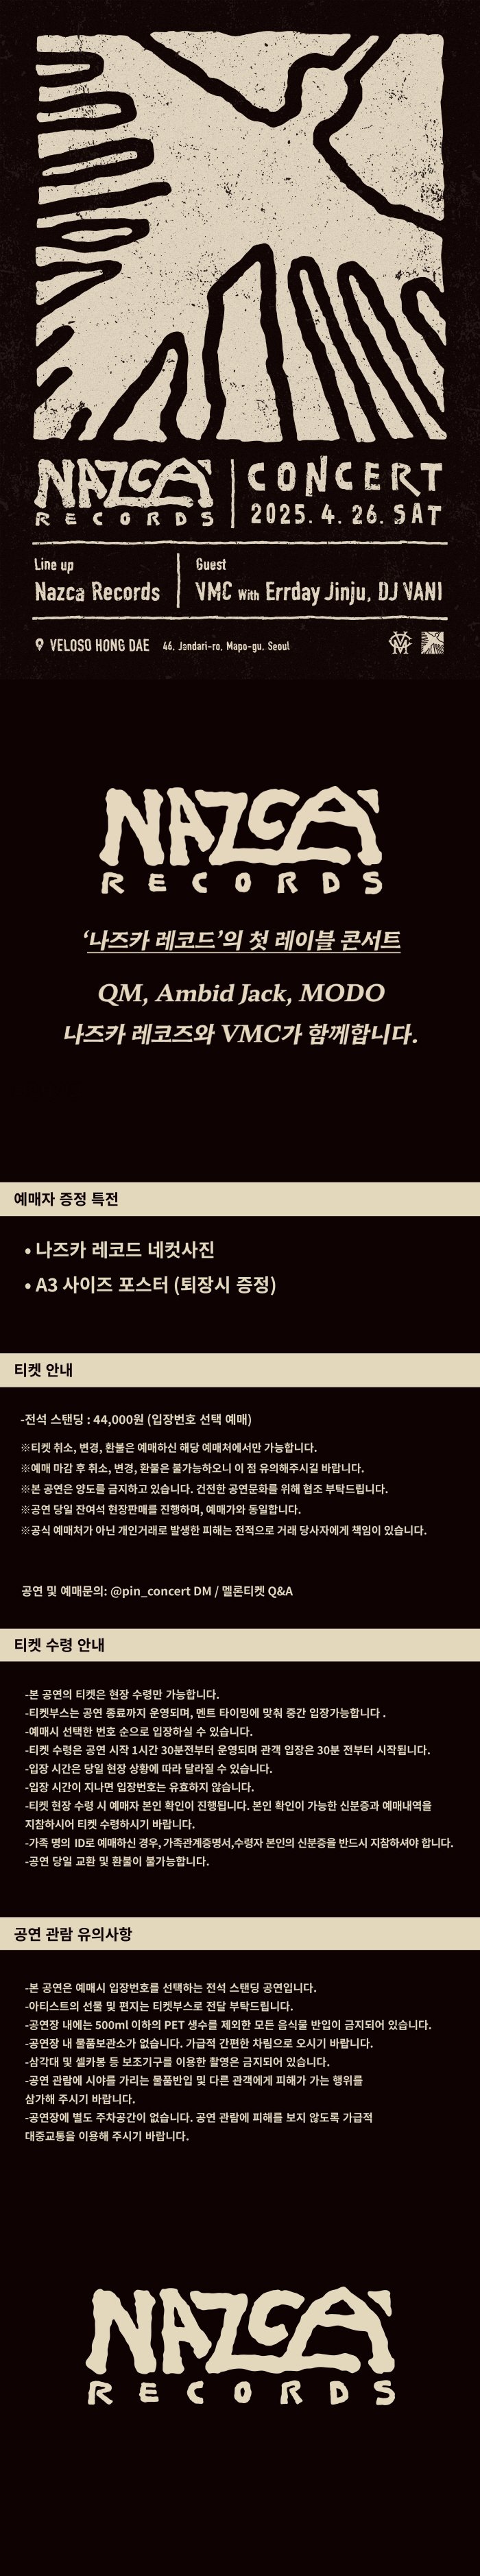 NAZCA
RECORDS
CONCERT
2025. 4. 26. SAT
Line up
Nazca Records
Guest
VMC With Errday Jinju, DJ VANI
VELOSO HONG DAE 46, Jandari-ro, Mapo-gu, Seoul
NAZCA
RECORDS
‘나즈카 레코드’의 첫 레이블 콘서트
QM, Ambid Jack, MODO
나즈카 레코즈와 VMC가 함께합니다.
예매자 증정 특전
• 나즈카 레코드 네컷사진
• A3 사이즈 포스터 (퇴장시 증정)
티켓 안내
-전석 스탠딩 : 44,000원 (입장번호 선택 예매)
※티켓 취소, 변경, 환불은 예매하신 해당 예매처에서만 가능합니다.
※예매 마감 후 취소, 변경, 환불은 불가능하오니 이 점 유의해주시길 바랍니다.
※본 공연은 양도를 금지하고 있습니다. 건전한 공연문화를 위해 협조 부탁드립니다.
※공연 당일 잔여석 현장판매를 진행하며, 예매가와 동일합니다.
※공식 예매처가 아닌 개인거래로 발생한 피해는 전적으로 거래 당사자에게 책임이 있습니다.
공연 및 예매문의: @pin_concert DM / 멜론티켓 Q&A
티켓 수령 안내
-본 공연의 티켓은 현장 수령만 가능합니다.
-티켓부스는 공연 종료까지 운영되며, 멘트 타이밍에 맞춰 중간 입장가능합니다 .
-예매시 선택한 번호 순으로 입장하실 수 있습니다.
-티켓 수령은 공연 시작 1시간 30분전부터 운영되며 관객 입장은 30분 전부터 시작됩니다.
-입장 시간은 당일 현장 상황에 따라 달라질 수 있습니다.
-입장 시간이 지나면 입장번호는 유효하지 않습니다.
-티켓 현장 수령 시 예매자 본인 확인이 진행됩니다. 본인 확인이 가능한 신분증과 예매내역을
지참하시어 티켓 수령하시기 바랍니다.
-가족 명의 ID로 예매하신 경우, 가족관계증명서,수령자 본인의 신분증을 반드시 지참하셔야 합니다.
-공연 당일 교환 및 환불이 불가능합니다.
공연 관람 유의사항
-본 공연은 예매시 입장번호를 선택하는 전석 스탠딩 공연입니다.
-아티스트의 선물 및 편지는 티켓부스로 전달 부탁드립니다.
-공연장 내에는 500ml 이하의 PET 생수를 제외한 모든 음식물 반입이 금지되어 있습니다.
-공연장 내 물품보관소가 없습니다. 가급적 간편한 차림으로 오시기 바랍니다.
-삼각대 및 셀카봉 등 보조기구를 이용한 촬영은 금지되어 있습니다.
-공연 관람에 시야를 가리는 물품반입 및 다른 관객에게 피해가 가는 행위를
삼가해 주시기 바랍니다.
-공연장에 별도 주차공간이 없습니다. 공연 관람에 피해를 보지 않도록 가급적
대중교통을 이용해 주시기 바랍니다.
NAZCA
RECORDS